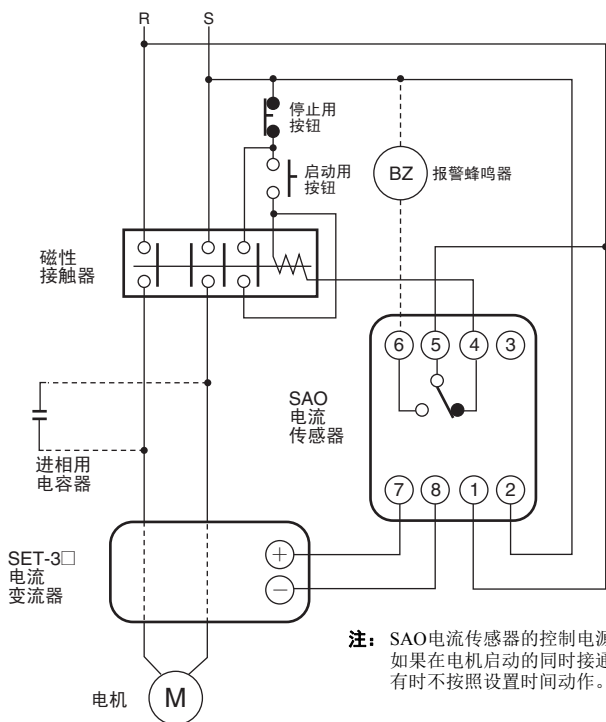 R
S
停止用
按钮
启动用
按钮
BZ
报警蜂鸣器
磁性
接触器
6
5
4
3
SAO
电流
传感器
进相用
电容器
7
8
1
2
SET-3□
电流
变流器
+
−
注: SAO电流传感器的控制电源
如果在电机启动的同时接通
有时不按照设置时间动作。
电机
M